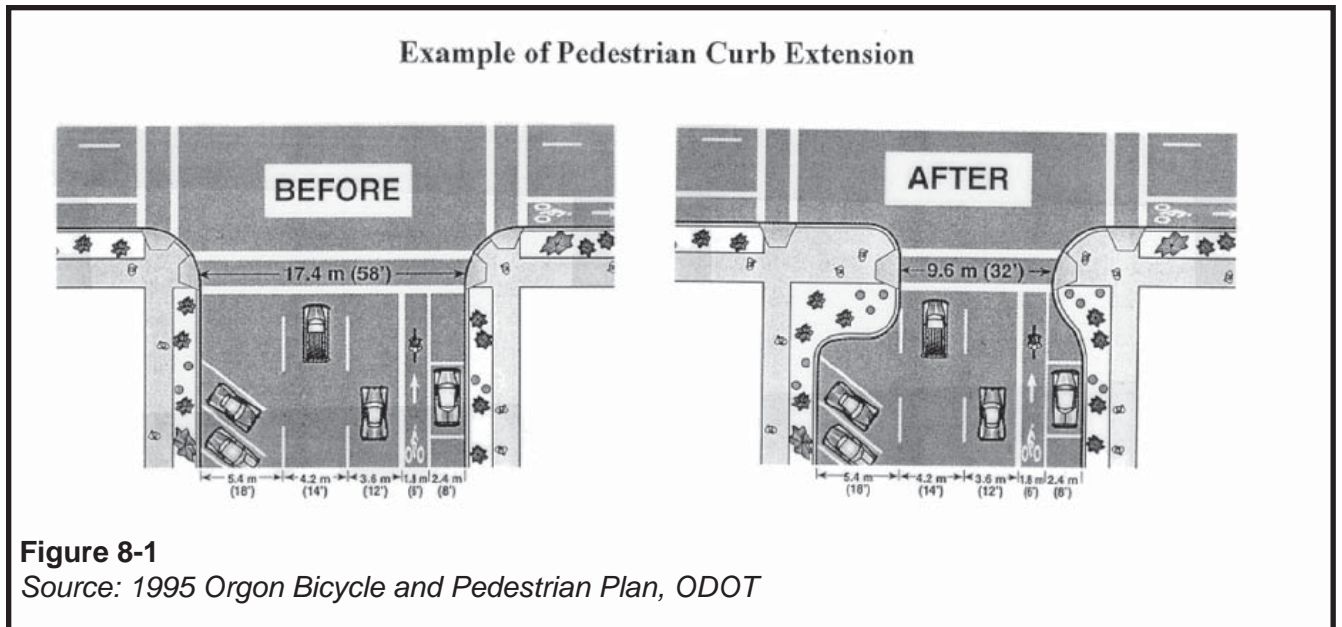 Example of Pedestrian Curb Extension
BEFORE
17.4 m (58')
5.4 m 4.2 m 3.6 m 1.8 m 2.4 m
(18') (14') (12') (6') (8')
AFTER
9.6 m (32')
5.4 m 4.2 m 3.6 m 1.8 m 2.4 m
(18') (14') (12') (6') (8')
Figure 8-1
Source: 1995 Orgon Bicycle and Pedestrian Plan, ODOT